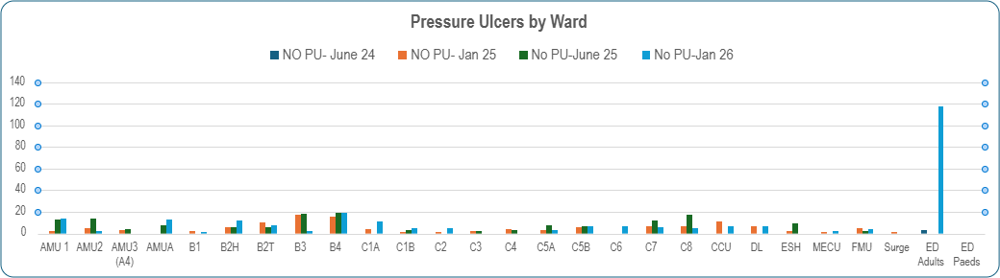 Pressure Ulcers by Ward
NO PU- June 24 NO PU- Jan 25 No PU-June 25 No PU-Jan 26
140
120
100
80
60
40
20
0
AMU 1 AMU2 AMU3 (A4) AMUA B1 B2H B2T B3 B4 C1A C1B C2 C3 C4 C5A C5B C6 C7 C8 CCU DL ESH MECU FMU Surge ED Adults ED Paeds